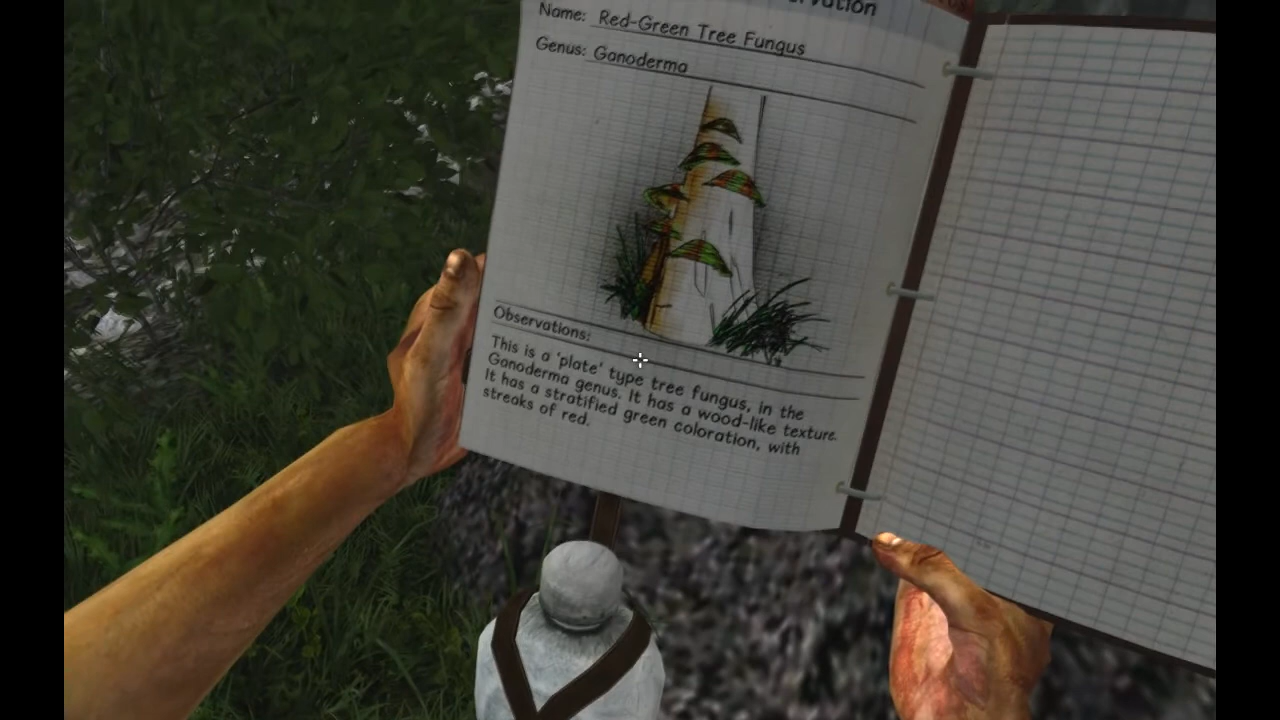 Name: Red-Green Tree Fungus
Genus: Ganoderma
Observations:
This is a 'plate' type tree fungus, in the
Ganoderma genus. It has a wood-like texture.
It has a stratified green coloration, with
streaks of red.